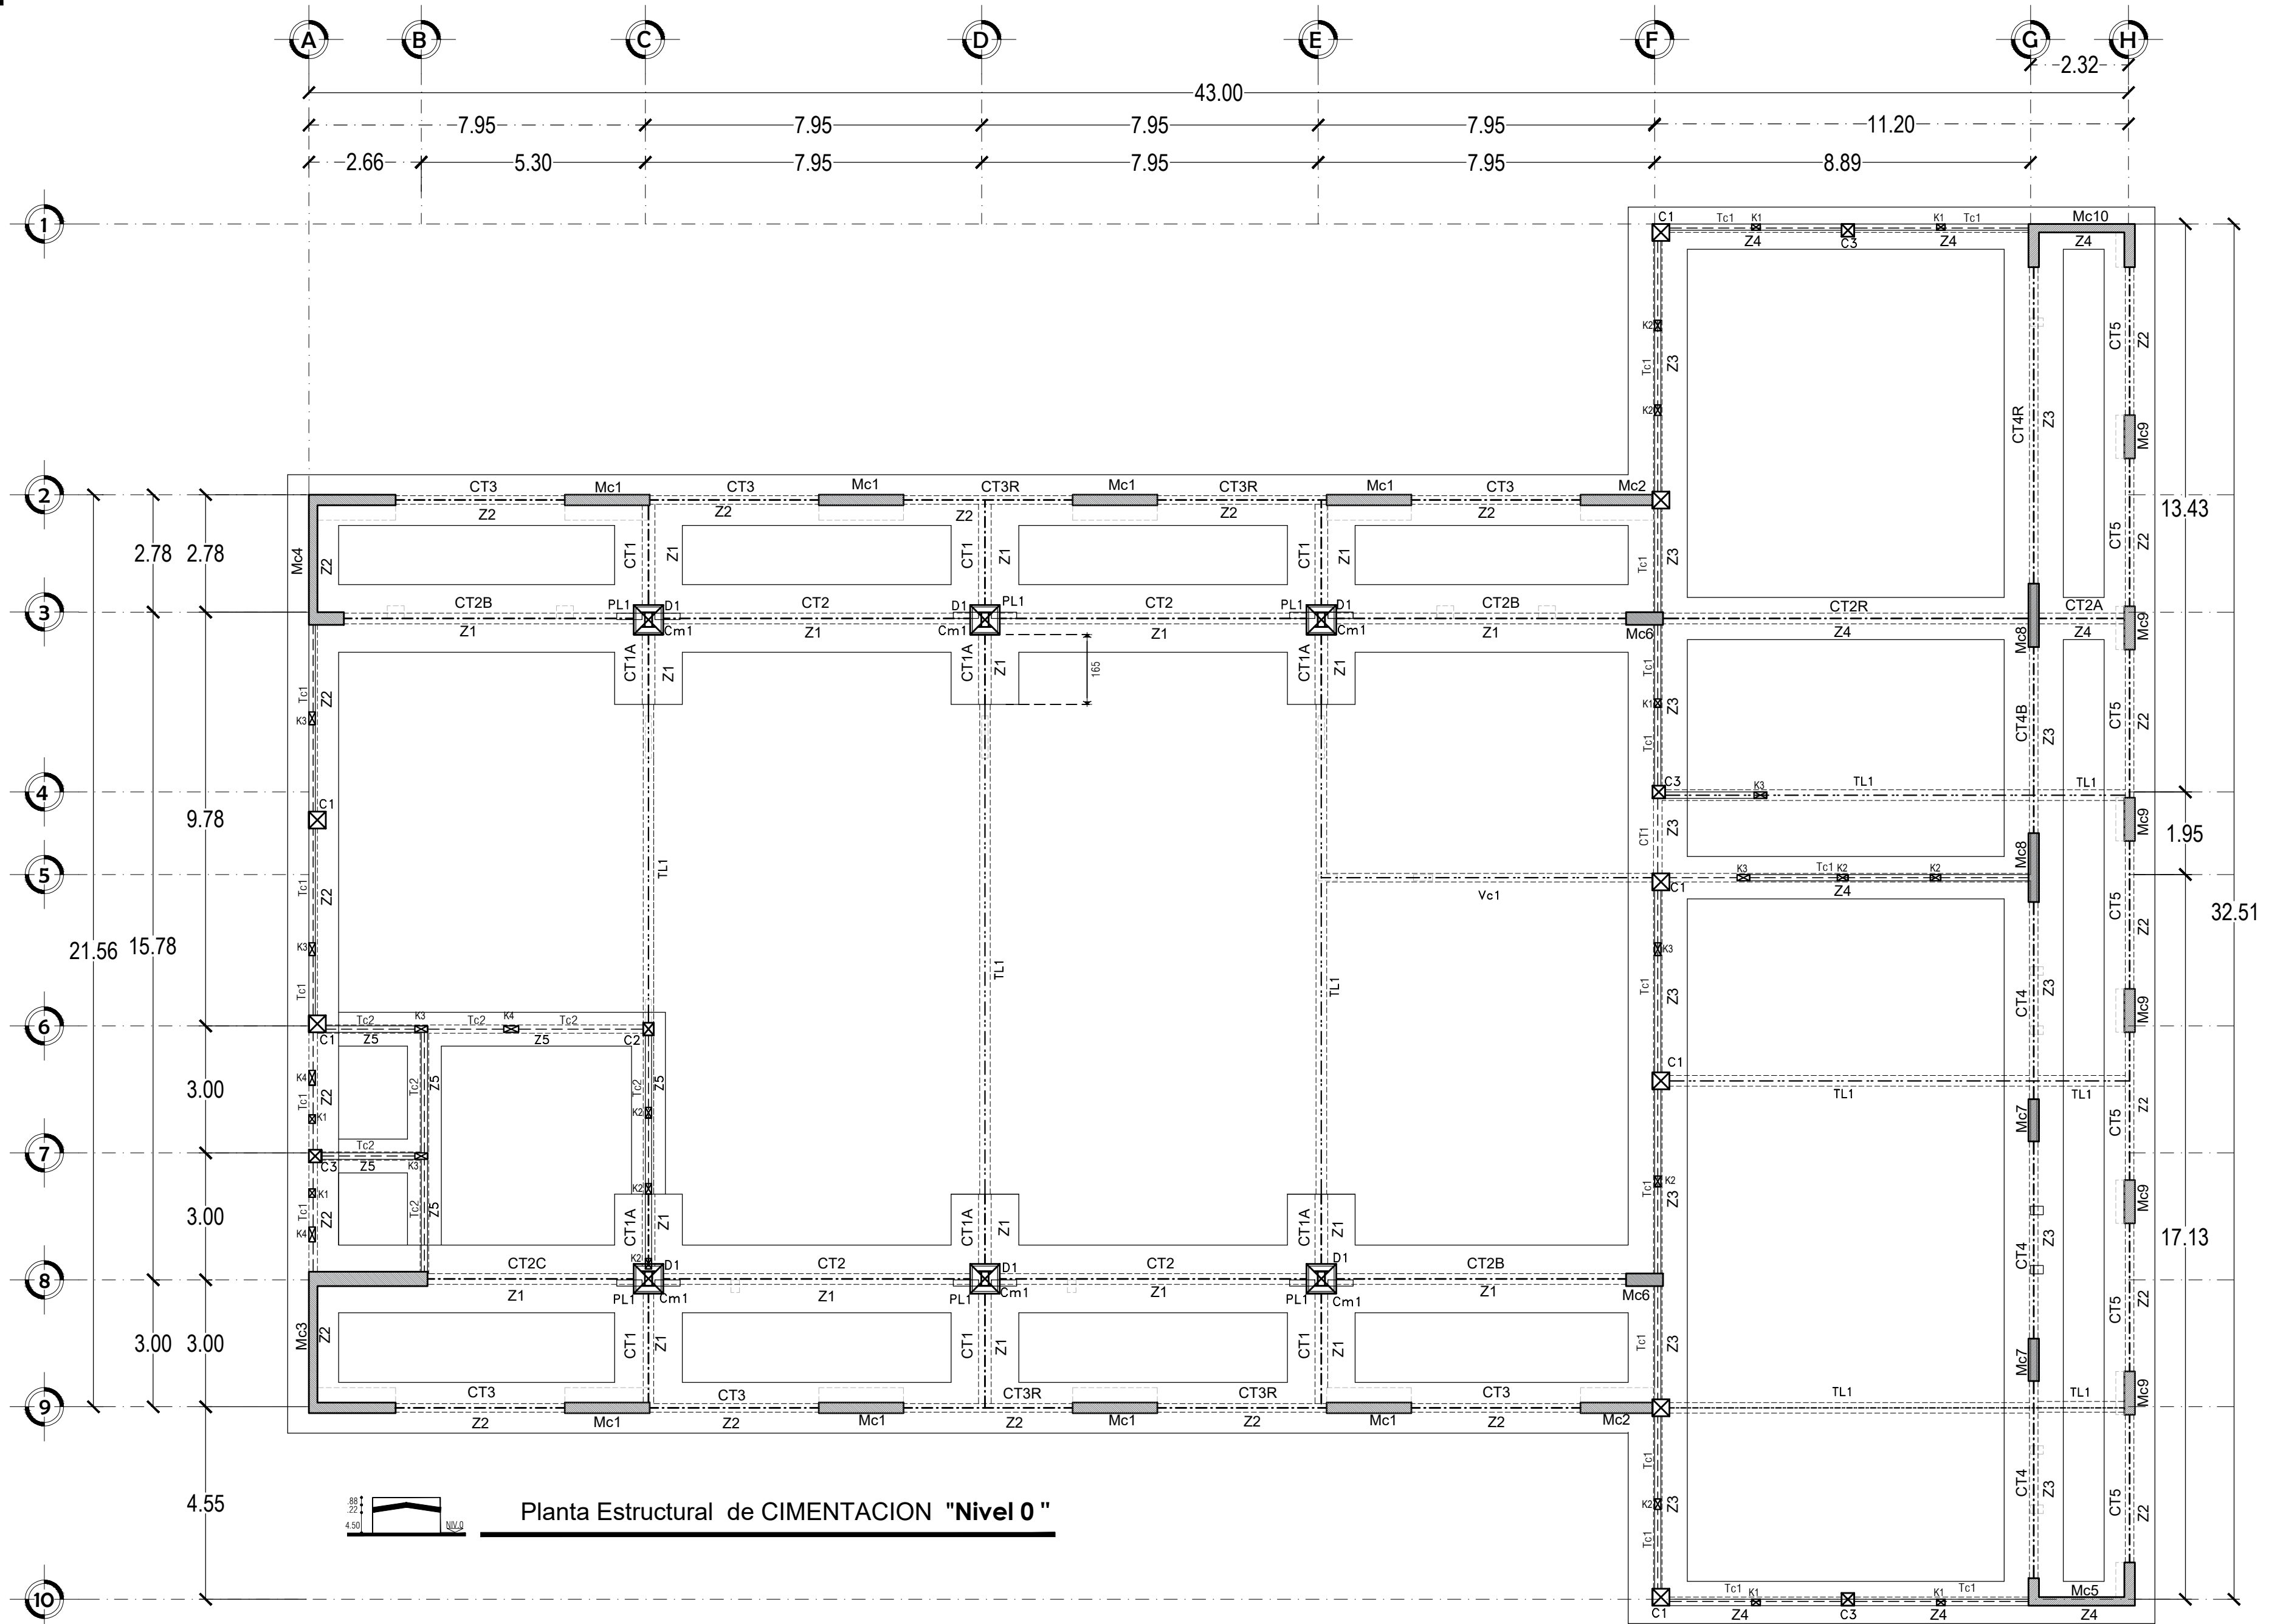 A B C D E F G H
2.32
43.00
7.95 7.95 7.95 7.95 11.20
2.66 5.30 7.95 7.95 7.95 8.89
1
C1 Tc1 K1 K1 Tc1 Mc10
Z4 C3 Z4 Z4
K2 CT5 Z2
Tc1 Z3
K2 CT4R Z3 Mc9
2 CT3 Mc1 CT3 Mc1 CT3R Mc1 CT3R Mc1 CT3 Mc2
Z2 Z2 Z2 Z2 Z2 13.43
2.78 2.78 Mc4 Z2 CT1 Z1 CT1 Z1 CT1 Z1 Tc1 Z3 CT5 Z2
3 CT2B PL1 D1 CT2 D1 PL1 CT2 PL1 D1 CT2B CT2R CT2A
Z1 Cm1 Z1 Cm1 Z1 Cm1 Z1 Mc6 Z4 Mc8 Z4 Mc9
CT1A Z1 CT1A Z1 165 CT1A Z1 Tc1
Tc1 Z2 K3 K1 Z3 CT4B Z3 CT5 Z2
Tc1
4 C3 K3 TL1 TL1
C1 9.78 Mc9
TL1 CT1 Z3 Mc8 1.95
5 K3 Tc1 K2 K2
Tc1 Z2 Vc1 C1 Z4 CT5 Z2
32.51
21.56 15.78 K3 K3
Tc1 TL1 TL1 Tc1 Z3 CT4 Z3 Mc9
6 Tc2 K3 Tc2 K4 Tc2
C1 Z5 Z5 C2
3.00 K4 Z2 Tc2 Z5 Tc2 Z5 C1
Tc1 K1 K2 TL1 TL1 Z2
Mc7 CT5
7 Tc2
C3 Z5 K3
K1 K2 Tc1 K2 Z3 Mc9
3.00 Tc1 Z2 K4 Tc2 Z5 CT1A Z1 CT1A Z1 CT1A Z1 17.13
CT4 Z3
8 CT2C K2 D1 CT2 D1 CT2 D1 CT2B CT5 Z2
Z1 PL1 Cm1 Z1 PL1 Cm1 Z1 PL1 Cm1 Z1 Mc6
3.00 3.00 Mc3 Z2 CT1 Z1 CT1 Z1 CT1 Z1 Tc1 Z3 Mc7
9 CT3 CT3 CT3R CT3R CT3 TL1 TL1 Mc9
Z2 Mc1 Z2 Mc1 Z2 Mc1 Z2 Mc1 Z2 Mc2
Tc1
4.55 K2 Z3 CT4 Z3 CT5 Z2
.88
.22
4.50 NIV.0
Planta Estructural de CIMENTACION "Nivel 0 "
Tc1
10 Tc1 K1 K1 Tc1 Mc5
C1 Z4 C3 Z4 Z4